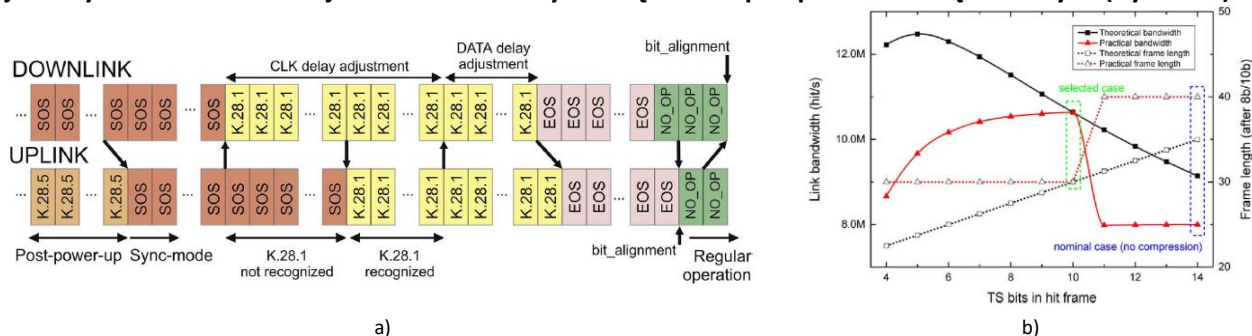 bit_alignment
DATA delay
adjustment
CLK delay adjustment
DOWNLINK
... SOS SOS SOS SOS ... SOS K.28.1 K.28.1 K.28.1 ... K.28.1 K.28.1 K.28.1 ... K.28.1 EOS EOS EOS ... EOS NO_OP NO_OP NO_OP
UPLINK
K.28.5 K.28.5 ... K.28.5 SOS SOS ... SOS SOS SOS SOS ... SOS K.28.1 K.28.1 ... K.28.1 K.28.1 ... K.28.1 K.28.1 EOS EOS ... EOS EOS NO_OP NO_OP
bit_alignment
Post-power-up Sync-mode
K.28.1
not recognized
K.28.1
recognized
Regular
operation
a)
Link bandwidth (hit/s)
12.0M
10.0M
8.0M
Theoretical bandwidth
Practical bandwidth
Theoretical frame length
Practical frame length
selected case
nominal case (no compression)
50
40
30
20
Frame length (after 8b/10b)
4 6 8 10 12 14
TS bits in hit frame
b)